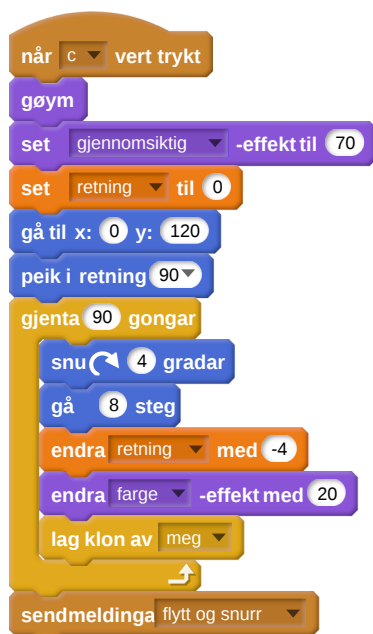 når c vert trykt
gøym
set gjennomsiktig -effekt til 70
set retning til 0
gå til x: 0 y: 120
peik i retning 90
gjenta 90 gongar
snu 4 gradar
gå 8 steg
endra retning med -4
endra farge -effekt med 20
lag klon av meg
sendmeldinga flytt og snurr